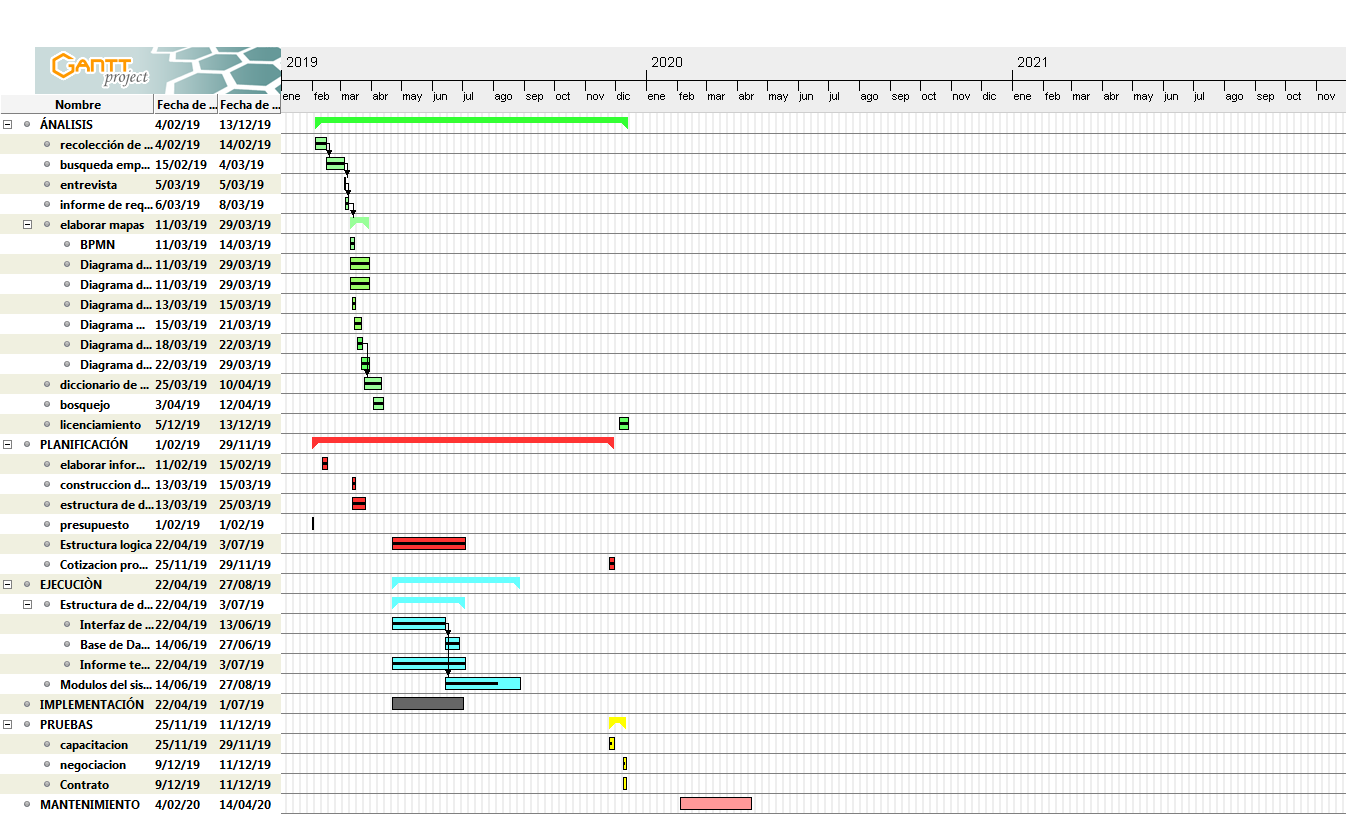 GANTT
project
2019 2020 2021
ene feb mar abr may jun jul ago sep oct nov dic ene feb mar abr may jun jul ago sep oct nov dic ene feb mar abr may jun jul ago sep oct nov
Nombre Fecha de ... Fecha de ...
ÁNALISIS 4/02/19 13/12/19
recolección de ... 4/02/19 14/02/19
busqueda emp... 15/02/19 4/03/19
entrevista 5/03/19 5/03/19
informe de req... 6/03/19 8/03/19
elaborar mapas 11/03/19 29/03/19
BPMN 11/03/19 14/03/19
Diagrama d... 11/03/19 29/03/19
Diagrama d... 11/03/19 29/03/19
Diagrama d... 13/03/19 15/03/19
Diagrama ... 15/03/19 21/03/19
Diagrama d... 18/03/19 22/03/19
Diagrama d... 22/03/19 29/03/19
diccionario de ... 25/03/19 10/04/19
bosquejo 3/04/19 12/04/19
licenciamiento 5/12/19 13/12/19
PLANIFICACIÓN 1/02/19 29/11/19
elaborar infor... 11/02/19 15/02/19
construccion d... 13/03/19 15/03/19
estructura de d... 13/03/19 25/03/19
presupuesto 1/02/19 1/02/19
Estructura logica 22/04/19 3/07/19
Cotizacion pro... 25/11/19 29/11/19
EJECUCIÒN 22/04/19 27/08/19
Estructura de d... 22/04/19 3/07/19
Interfaz de ... 22/04/19 13/06/19
Base de Da... 14/06/19 27/06/19
Informe te... 22/04/19 3/07/19
Modulos del sis... 14/06/19 27/08/19
IMPLEMENTACIÓN 22/04/19 1/07/19
PRUEBAS 25/11/19 11/12/19
capacitacion 25/11/19 29/11/19
negociacion 9/12/19 11/12/19
Contrato 9/12/19 11/12/19
MANTENIMIENTO 4/02/20 14/04/20